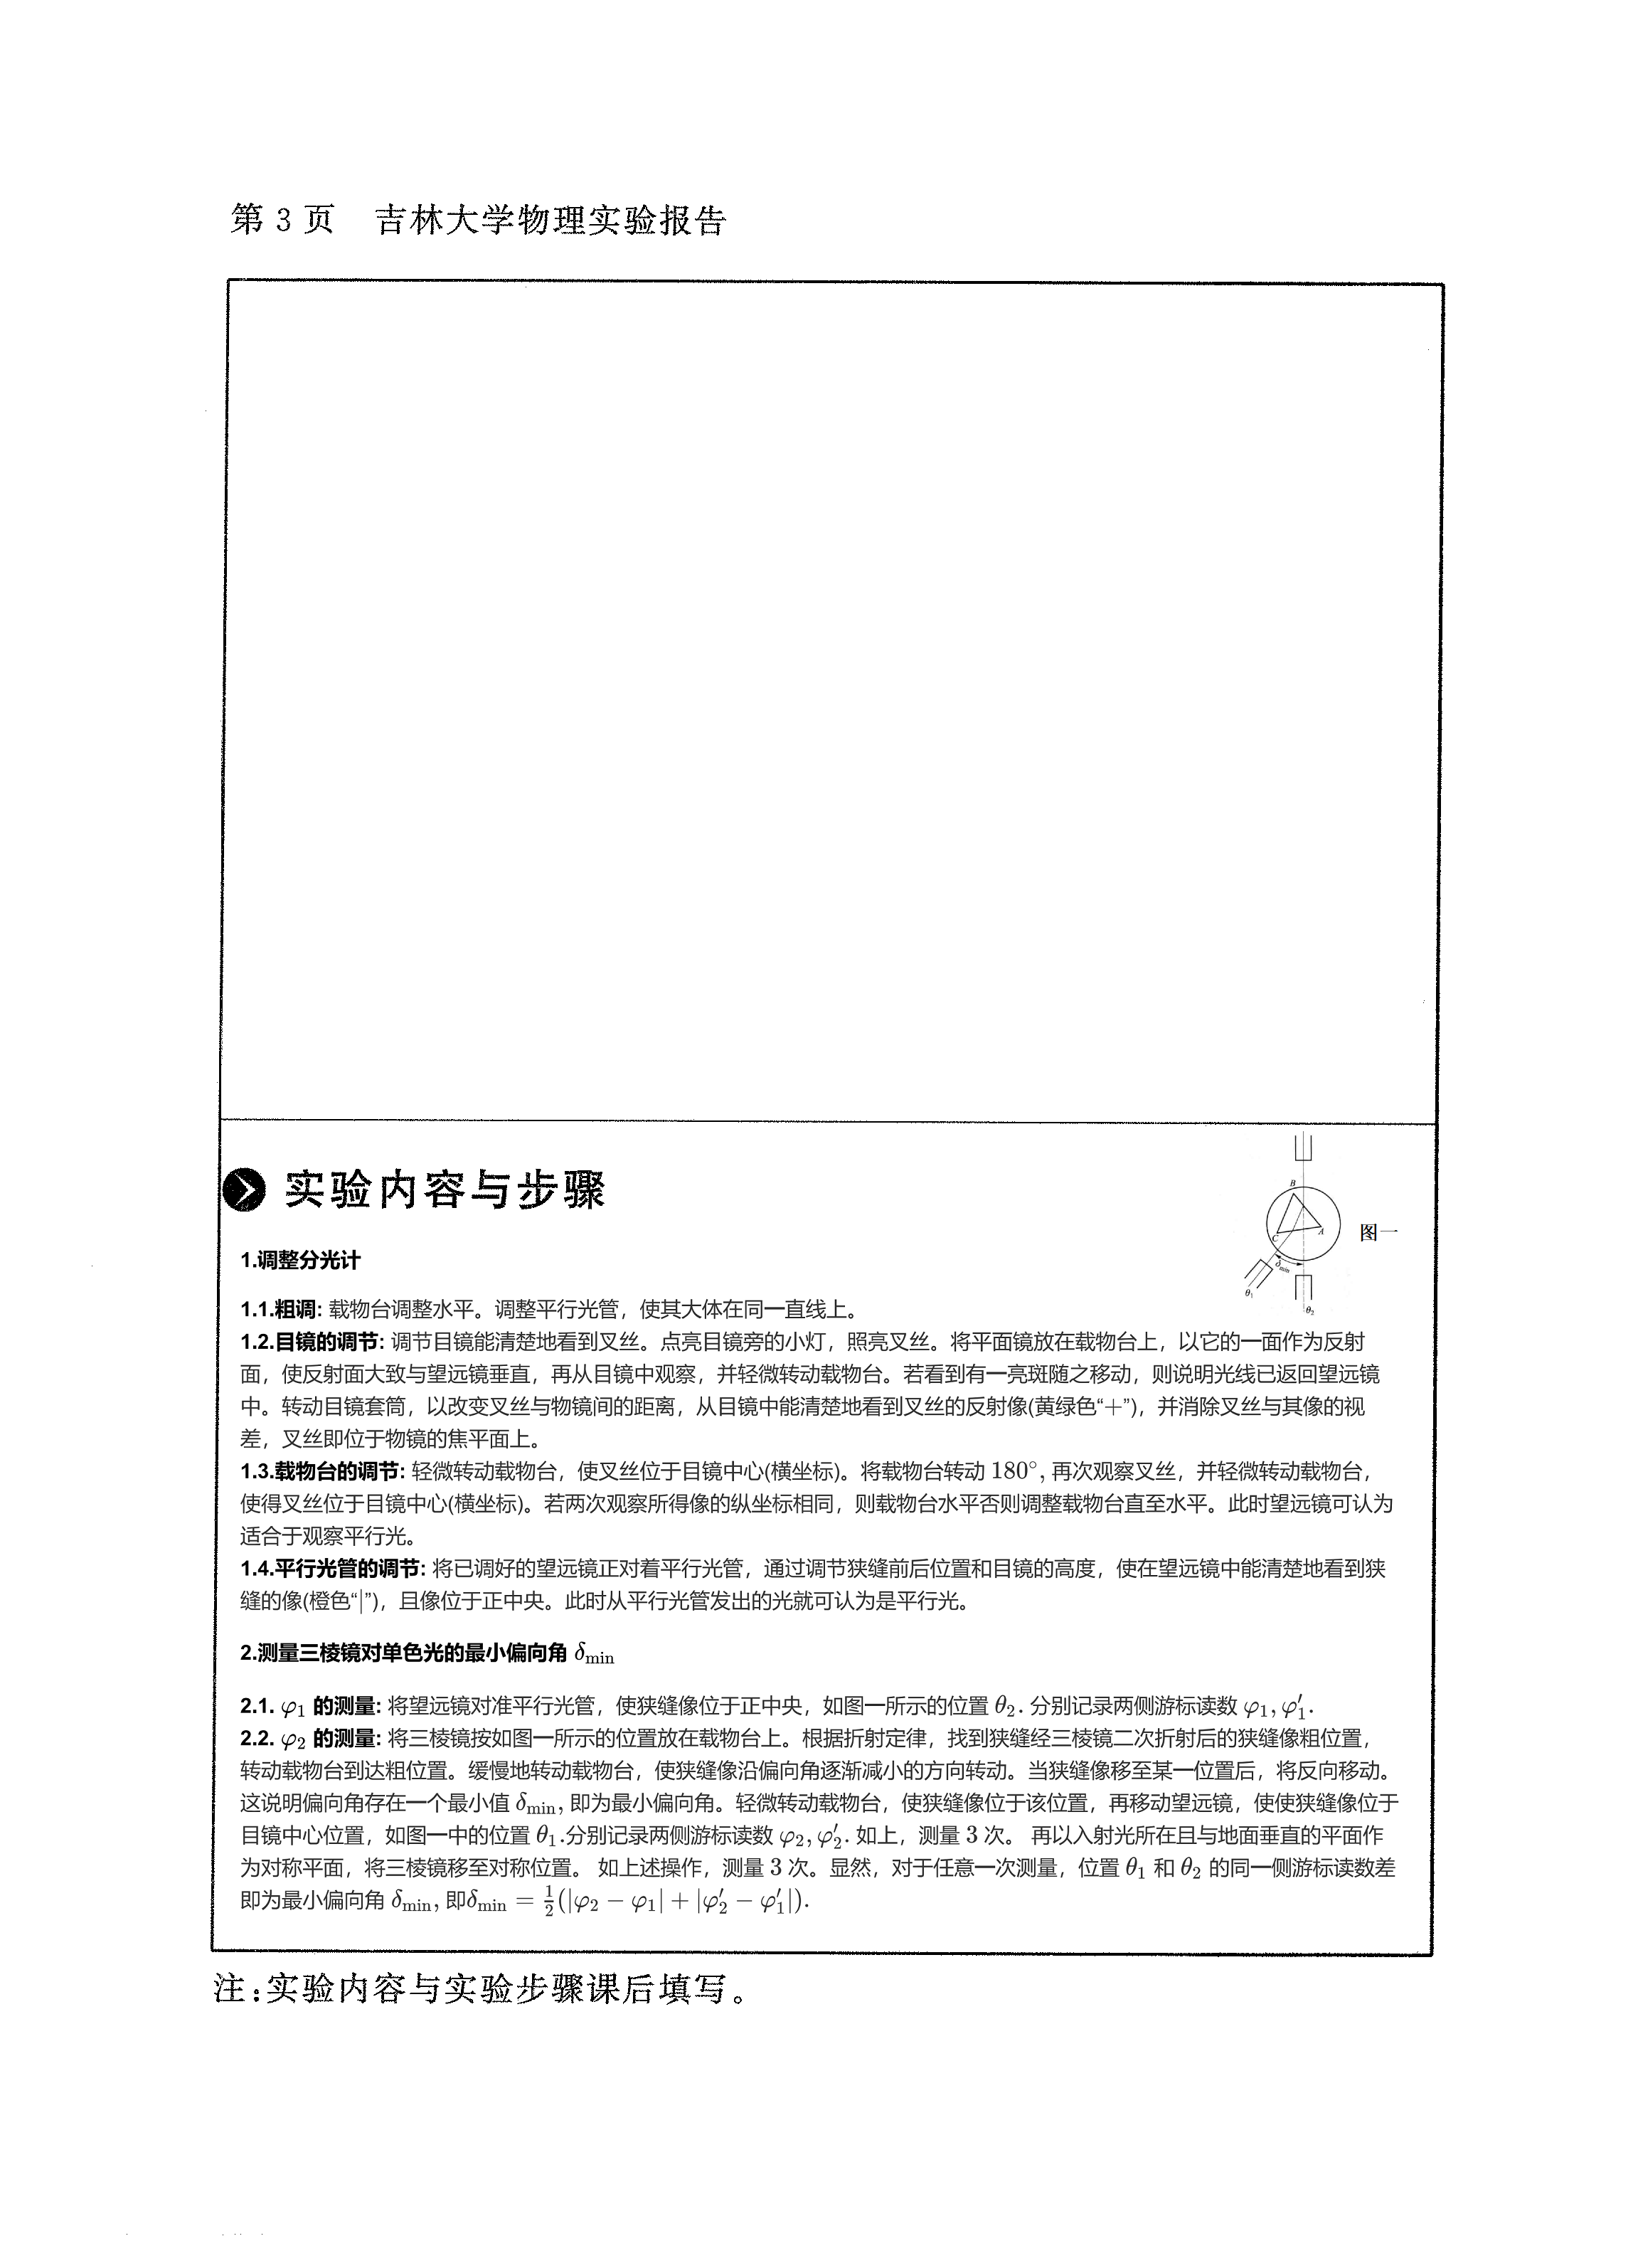 第 3 页 吉林大学物理实验报告
实验内容与步骤
B
C
A
δmin
θ1
θ2
图一
1.调整分光计
1.1.粗调: 载物台调整水平。调整平行光管，使其大体在同一直线上。
1.2.目镜的调节: 调节目镜能清楚地看到叉丝。点亮目镜旁的小灯，照亮叉丝。将平面镜放在载物台上，以它的一面作为反射
面，使反射面大致与望远镜垂直，再从目镜中观察，并轻微转动载物台。若看到有一亮斑随之移动，则说明光线已返回望远镜
中。转动目镜套筒，以改变叉丝与物镜间的距离，从目镜中能清楚地看到叉丝的反射像(黄绿色“+”)，并消除叉丝与其像的视
差，叉丝即位于物镜的焦平面上。
1.3.载物台的调节: 轻微转动载物台，使叉丝位于目镜中心(横坐标)。将载物台转动 180°, 再次观察叉丝，并轻微转动载物台，
使得叉丝位于目镜中心(横坐标)。若两次观察所得像的纵坐标相同，则载物台水平否则调整载物台直至水平。此时望远镜可认为
适合于观察平行光。
1.4.平行光管的调节: 将已调好的望远镜正对着平行光管，通过调节狭缝前后位置和目镜的高度，使在望远镜中能清楚地看到狭
缝的像(橙色“|”)，且像位于正中央。此时从平行光管发出的光就可认为是平行光。
2.测量三棱镜对单色光的最小偏向角 δmin
2.1. φ1 的测量: 将望远镜对准平行光管，使狭缝像位于正中央，如图一所示的位置 θ2. 分别记录两侧游标读数 φ1, φ′1.
2.2. φ2 的测量: 将三棱镜按如图一所示的位置放在载物台上。根据折射定律，找到狭缝经三棱镜二次折射后的狭缝像粗位置，
转动载物台到达粗位置。缓慢地转动载物台，使狭缝像沿偏向角逐渐减小的方向转动。当狭缝像移至某一位置后，将反向移动。
这说明偏向角存在一个最小值 δmin, 即为最小偏向角。轻微转动载物台，使狭缝像位于该位置，再移动望远镜，使使狭缝像位于
目镜中心位置，如图一中的位置 θ1.分别记录两侧游标读数 φ2, φ′2. 如上，测量 3 次。 再以入射光所在且与地面垂直的平面作
为对称平面，将三棱镜移至对称位置。 如上述操作，测量 3 次。显然，对于任意一次测量，位置 θ1 和 θ2 的同一侧游标读数差
即为最小偏向角 δmin, 即δmin = 1/2(|φ2 − φ1| + |φ′2 − φ′1|).
注:实验内容与实验步骤课后填写。